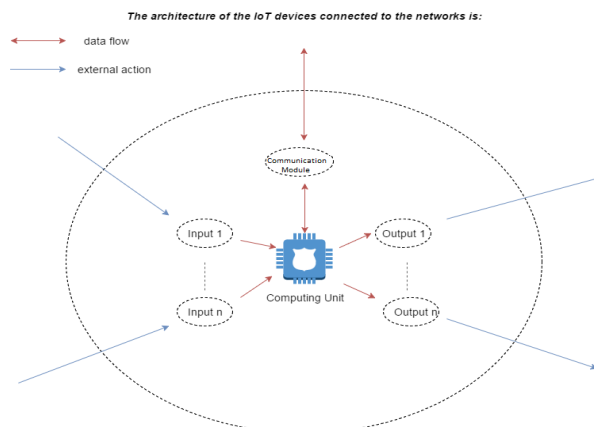 The architecture of the IoT devices connected to the networks is:
data flow
external action
Communication
Module
Input 1
Output 1
Computing Unit
Input n
Output n